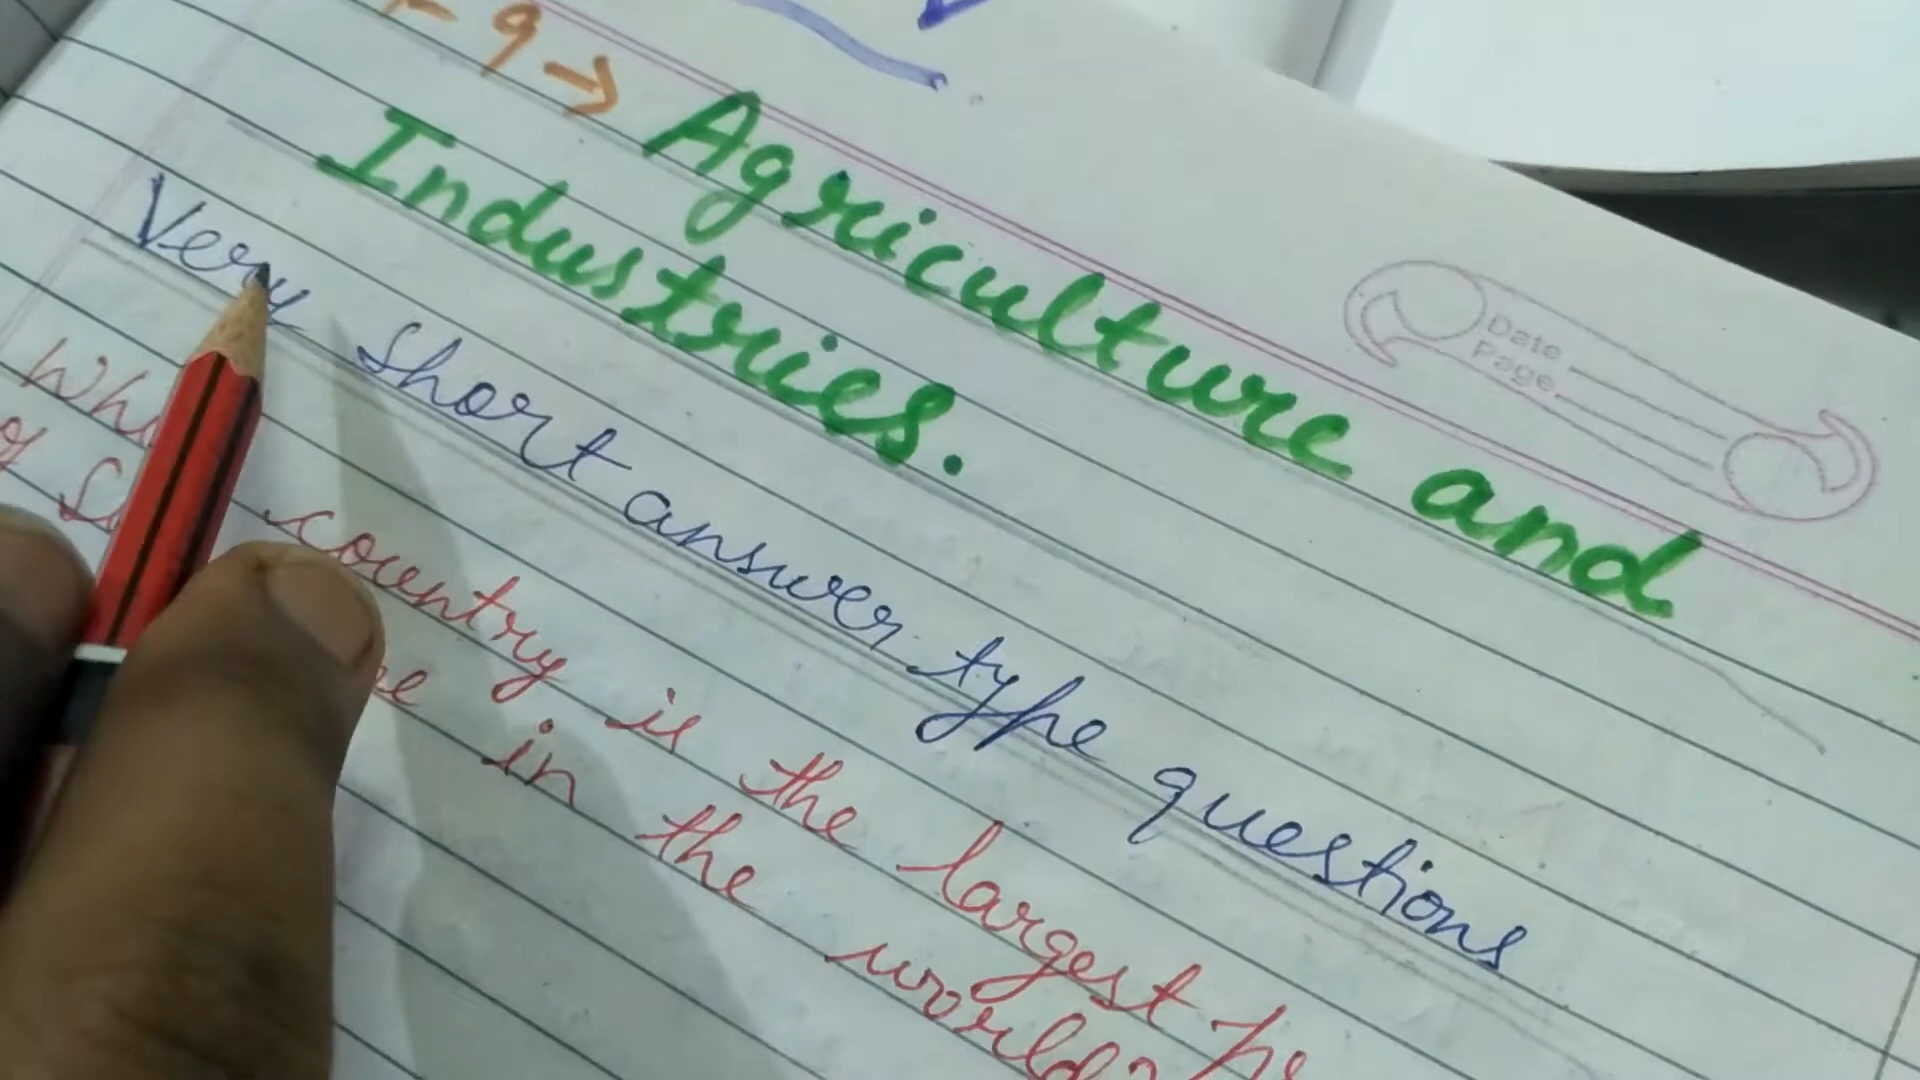 - 9 → Agriculture and
Industries.
Date
Page
Very Short answer type questions
country is the largest
in the world?